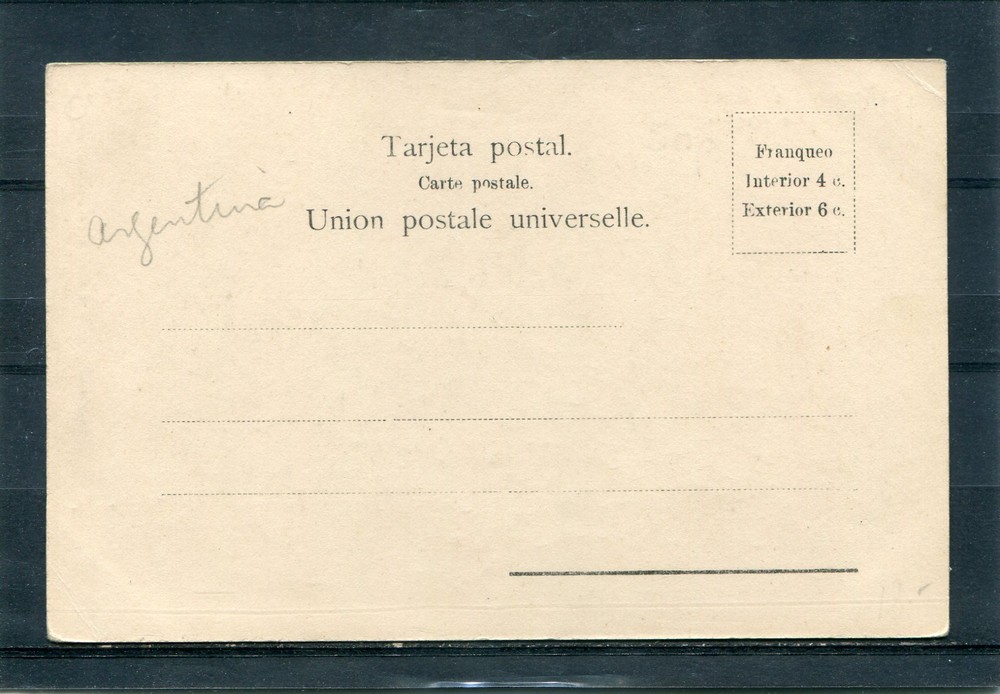 Tarjeta postal.
Carte postale.
Union postale universelle.
Franqueo
Interior 4 c.
Exterior 6 c.
Argentina